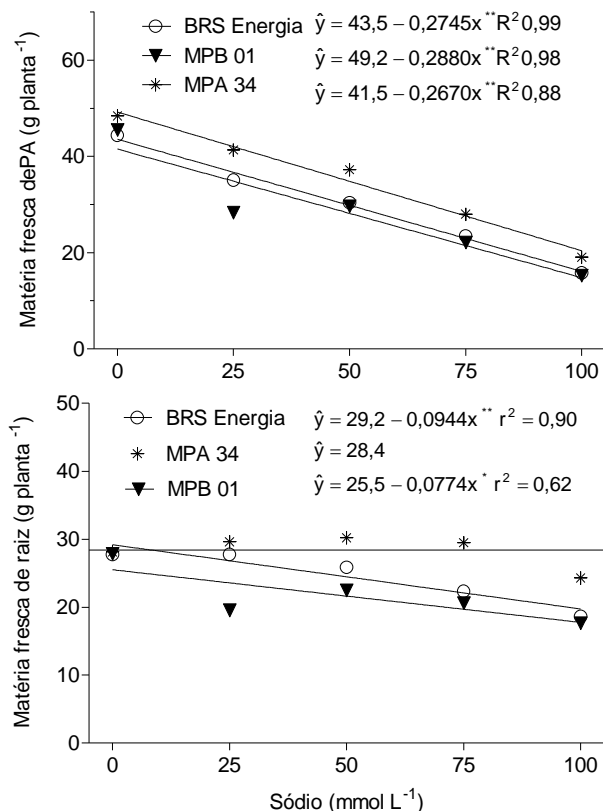 BRS Energia ŷ = 43,5 – 0,2745x ** R² 0,99
MPB 01 ŷ = 49,2 – 0,2880x ** R² 0,98
MPA 34 ŷ = 41,5 – 0,2670x ** R² 0,88
Matéria fresca dePA (g planta -1)
60
40
20
0
0 25 50 75 100
BRS Energia ŷ = 29,2 – 0,0944x ** r² = 0,90
MPA 34 ŷ = 28,4
MPB 01 ŷ = 25,5 – 0,0774x * r² = 0,62
Matéria fresca de raiz (g planta -1)
50
40
30
20
10
0
0 25 50 75 100
Sódio (mmol L-1)